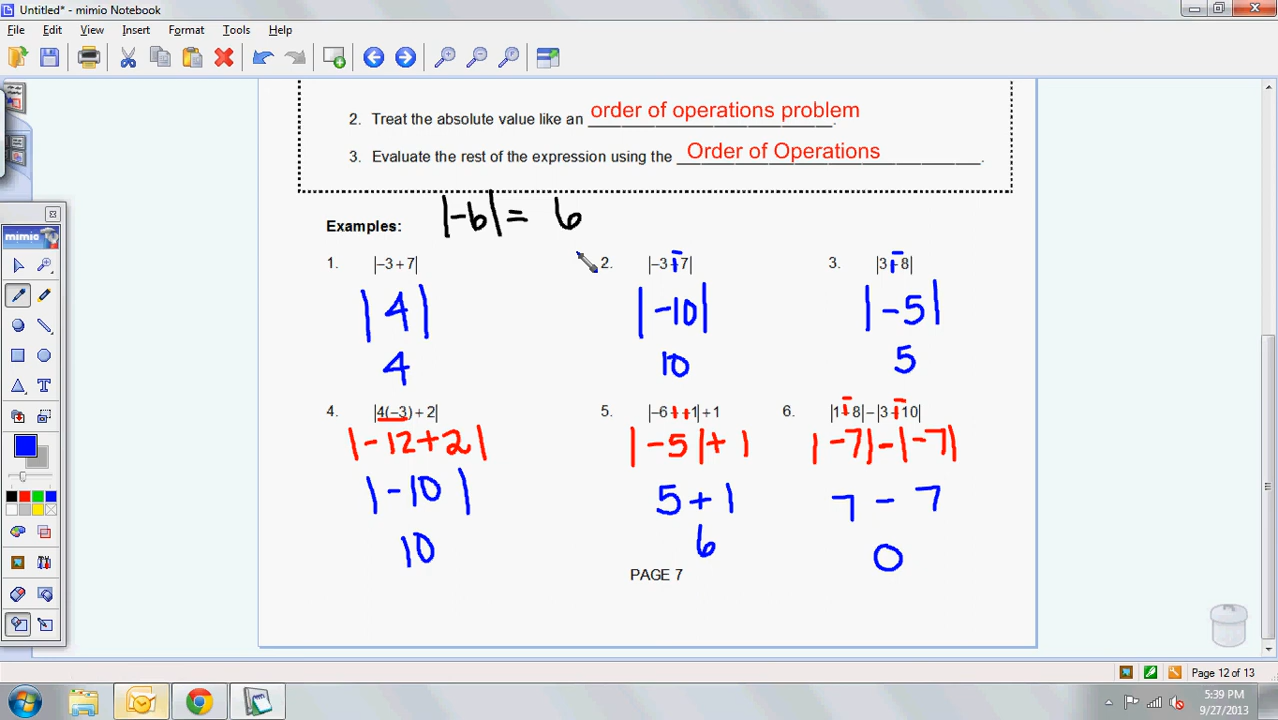 Untitled* - mimio Notebook
File Edit View Insert Format Tools Help
2. Treat the absolute value like an order of operations problem.
3. Evaluate the rest of the expression using the Order of Operations.
Examples: |-6| = 6
1. |−3 + 7| 2. |−3 − 7| 3. |3 − 8|
|4| |-10| |-5|
4 10 5
4. |4(−3) + 2| 5. |−6 + +1| + 1 6. |1 − 8| − |3 − 10|
|-12+2| |-5|+1 |-7|-|-7|
|-10| 5+1 7-7
10 6 0
PAGE 7
mimio
T
Page 12 of 13
5:39 PM
9/27/2013